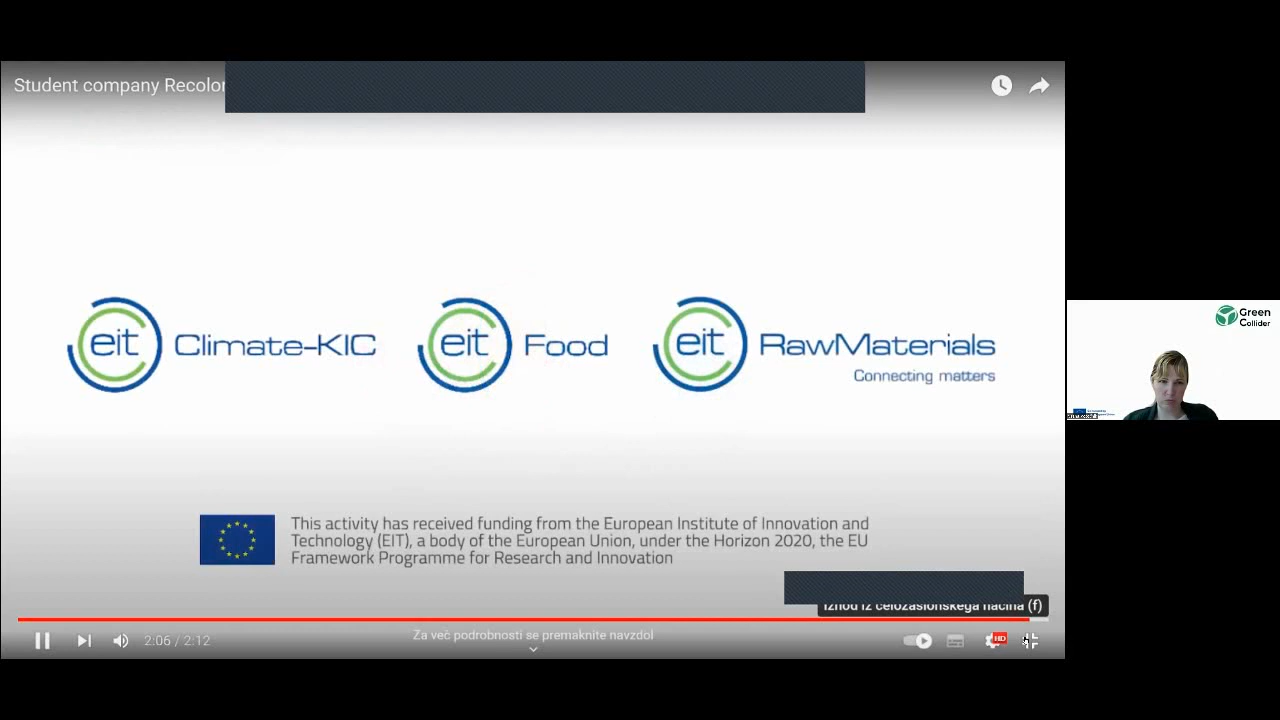 Student company Recolor
Green
Collider
eit Climate-KIC
eit Food
eit RawMaterials
Connecting matters
This activity has received funding from the European Institute of Innovation and
Technology (EIT), a body of the European Union, under the Horizon 2020, the EU
Framework Programme for Research and Innovation
Izhod iz celozaslonskega načina (f)
2:06 / 2:12
Za več podrobnosti se premaknite navzdol
HD